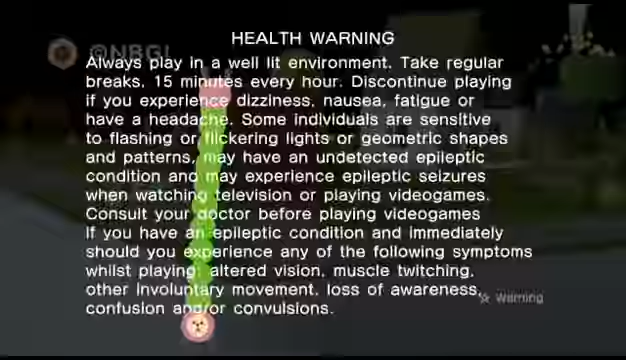 HEALTH WARNING
©NBGI
Always play in a well lit environment. Take regular
breaks, 15 minutes every hour. Discontinue playing
if you experience dizziness, nausea, fatigue or
have a headache. Some individuals are sensitive
to flashing or flickering lights or geometric shapes
and patterns, may have an undetected epileptic
condition and may experience epileptic seizures
when watching television or playing videogames.
Consult your doctor before playing videogames
If you have an epileptic condition and immediately
should you experience any of the following symptoms
whilst playing: altered vision, muscle twitching,
other involuntary movement, loss of awareness,
Warning
confusion and/or convulsions.